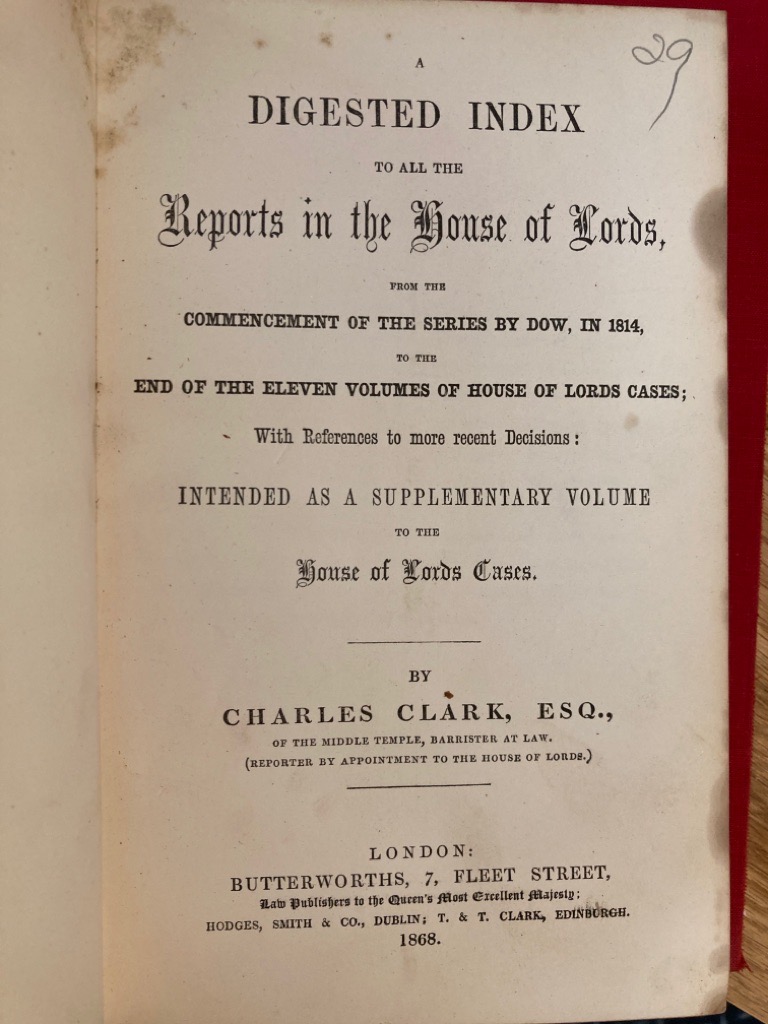 29
A
DIGESTED INDEX
TO ALL THE
Reports in the House of Lords,
FROM THE
COMMENCEMENT OF THE SERIES BY DOW, IN 1814,
TO THE
END OF THE ELEVEN VOLUMES OF HOUSE OF LORDS CASES;
With References to more recent Decisions:
INTENDED AS A SUPPLEMENTARY VOLUME
TO THE
House of Lords Cases.
BY
CHARLES CLARK, ESQ.,
OF THE MIDDLE TEMPLE, BARRISTER AT LAW.
(REPORTER BY APPOINTMENT TO THE HOUSE OF LORDS.)
LONDON:
BUTTERWORTHS, 7, FLEET STREET,
Law Publishers to the Queen's Most Excellent Majesty;
HODGES, SMITH & CO., DUBLIN; T. & T. CLARK, EDINBURGH.
1868.